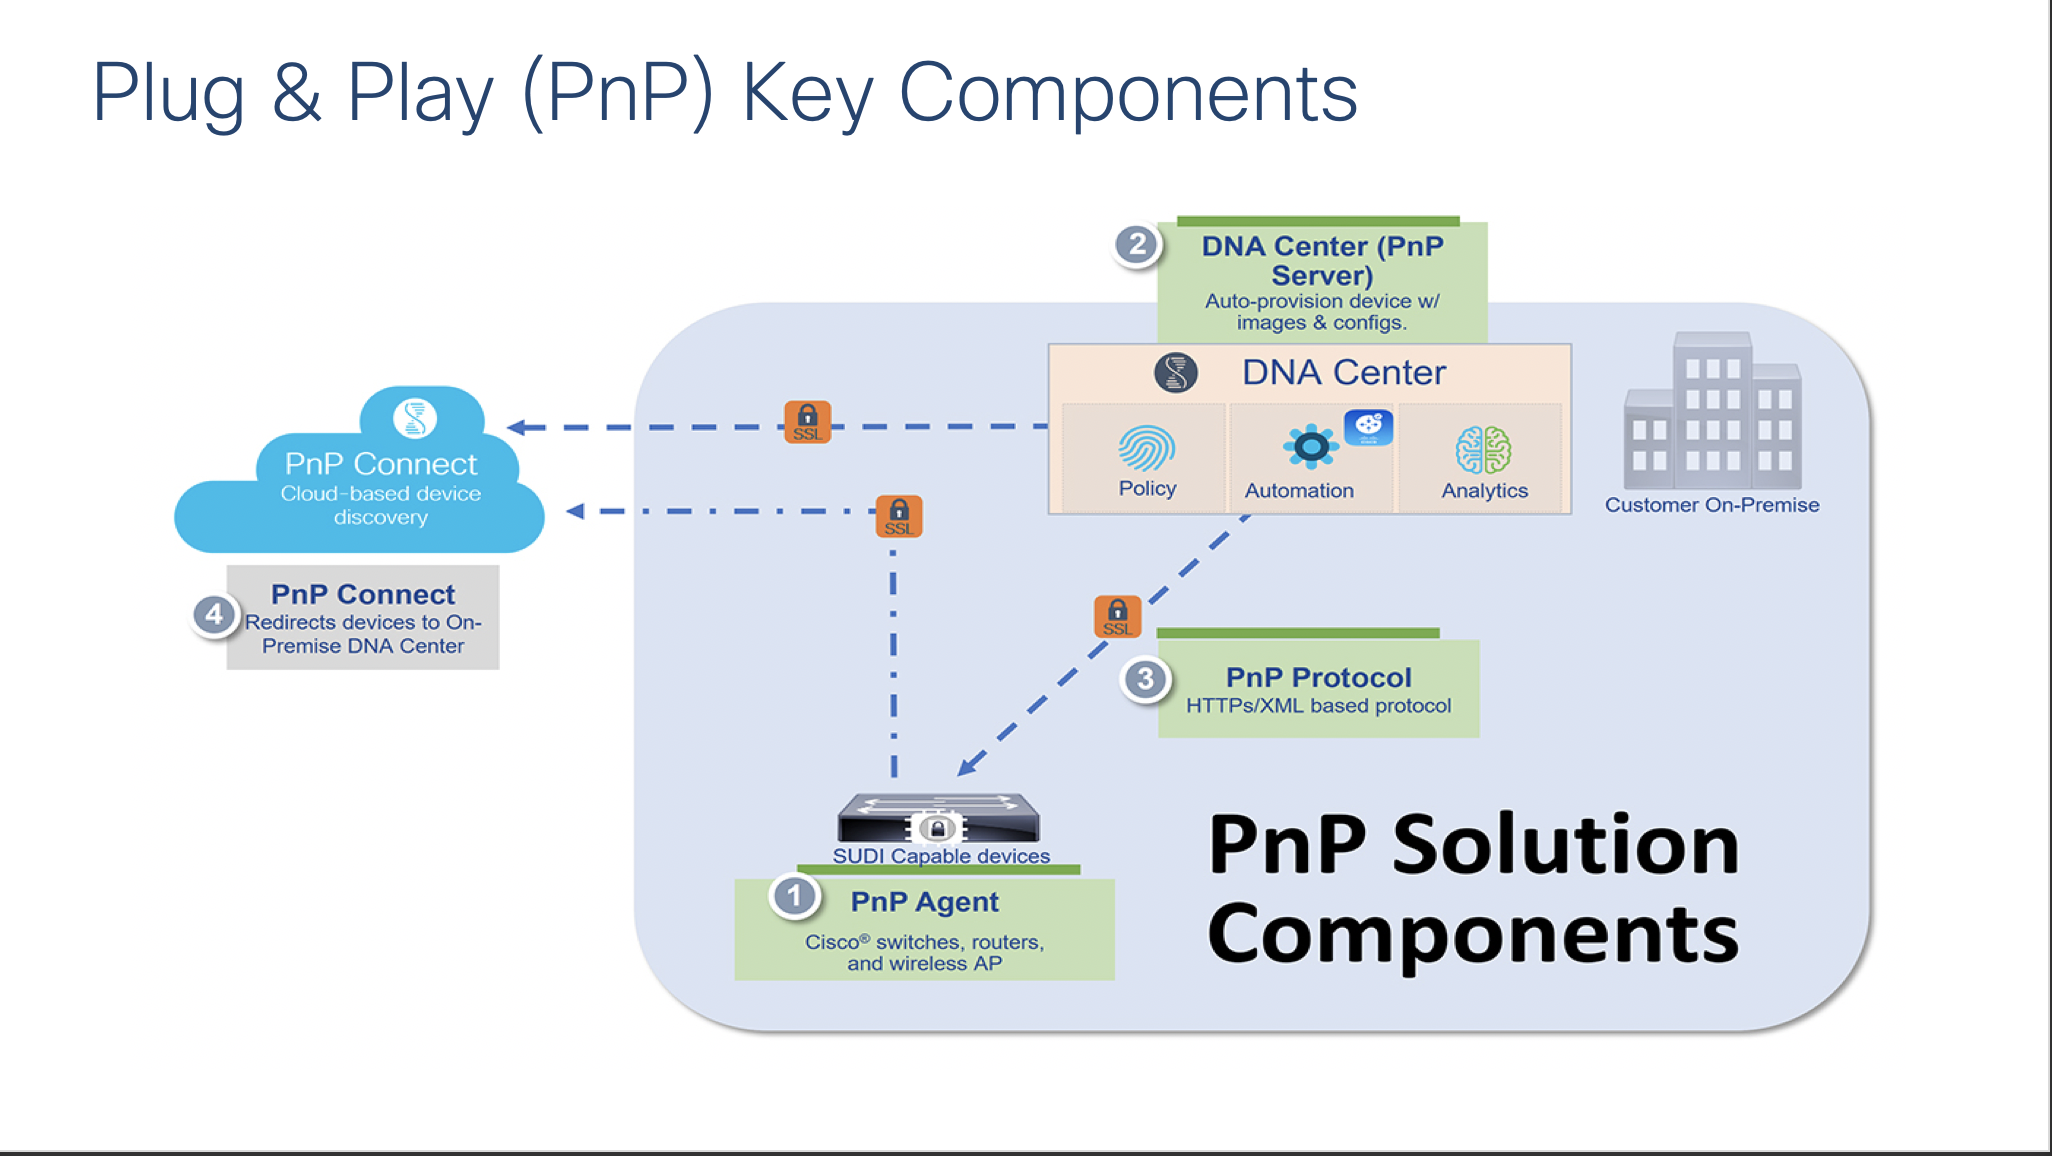 Plug & Play (PnP) Key Components
2
DNA Center (PnP
Server)
Auto-provision device w/
images & configs.
DNA Center
Policy
Automation
Analytics
Customer On-Premise
SSL
SSL
SSL
PnP Connect
Cloud-based device
discovery
4
PnP Connect
Redirects devices to On-
Premise DNA Center
3
PnP Protocol
HTTPs/XML based protocol
SUDI Capable devices
1
PnP Agent
Cisco® switches, routers,
and wireless AP
PnP Solution
Components